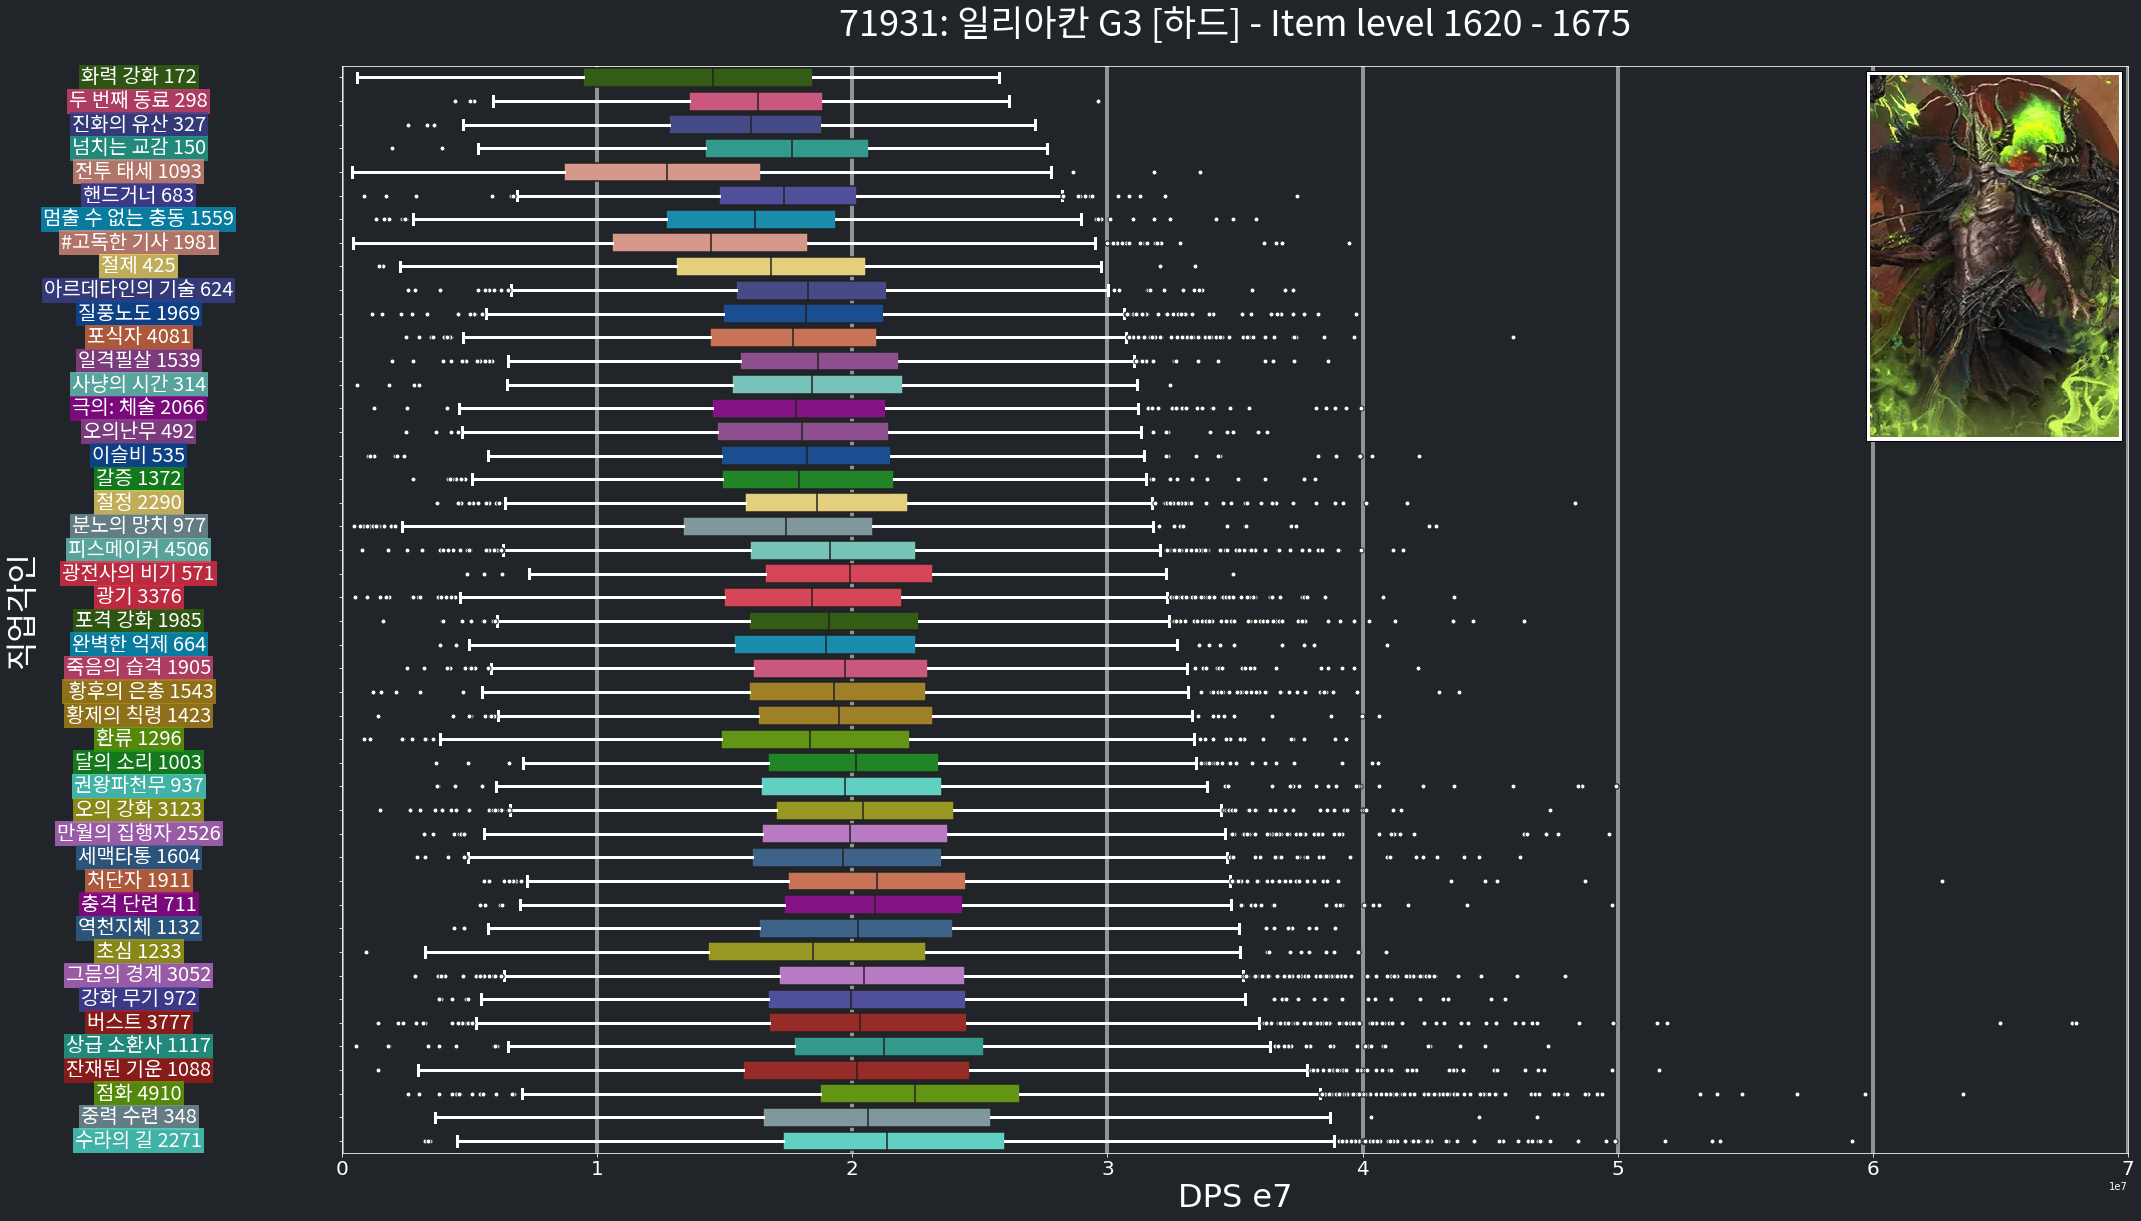 71931: 일리아칸 G3 [하드] - Item level 1620 - 1675
직업각인
화력 강화 172
두 번째 동료 298
진화의 유산 327
넘치는 교감 150
전투 태세 1093
핸드거너 683
멈출 수 없는 충동 1559
#고독한 기사 1981
절제 425
아르데타인의 기술 624
질풍노도 1969
포식자 4081
일격필살 1539
사냥의 시간 314
극의: 체술 2066
오의난무 492
이슬비 535
갈증 1372
절정 2290
분노의 망치 977
피스메이커 4506
광전사의 비기 571
광기 3376
포격 강화 1985
완벽한 억제 664
죽음의 습격 1905
황후의 은총 1543
황제의 칙령 1423
환류 1296
달의 소리 1003
권왕파천무 937
오의 강화 3123
만월의 집행자 2526
세맥타통 1604
처단자 1911
충격 단련 711
역천지체 1132
초심 1233
그믐의 경계 3052
강화 무기 972
버스트 3777
상급 소환사 1117
잔재된 기운 1088
점화 4910
중력 수련 348
수라의 길 2271
0 1 2 3 4 5 6 7
1e7
DPS e7